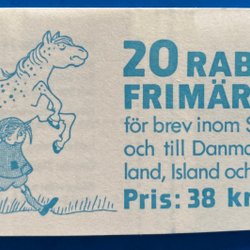 20 RAB
FRIMÄR
för brev inom S
och till Danma
land, Island och
Pris: 38 kr